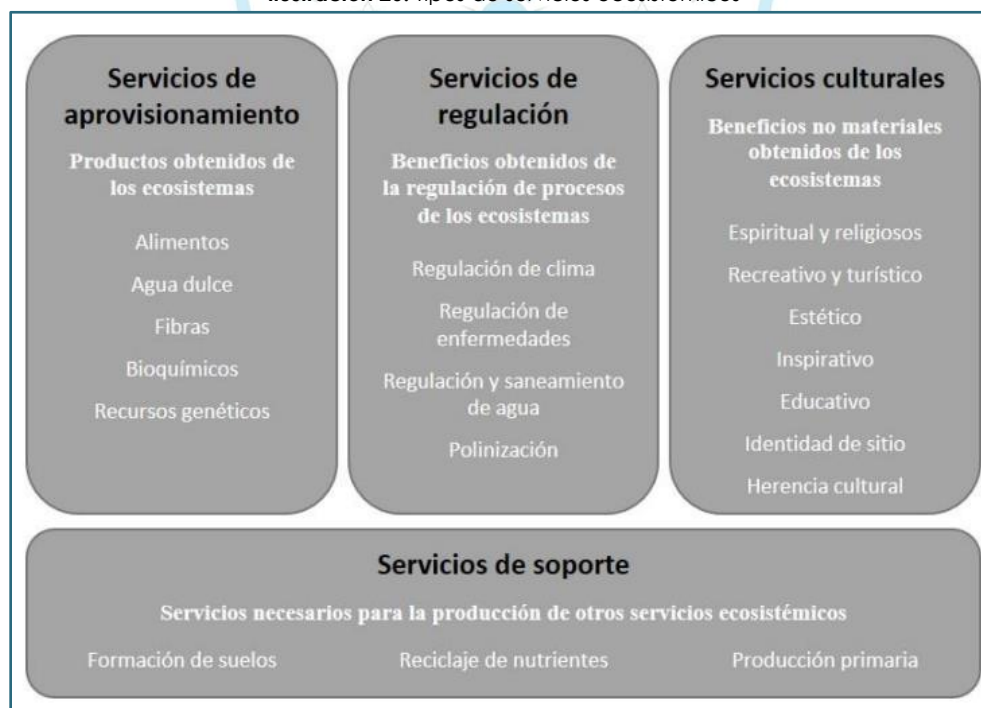 Servicios de
aprovisionamiento
Productos obtenidos de
los ecosistemas
Alimentos
Agua dulce
Fibras
Bioquímicos
Recursos genéticos
Servicios de
regulación
Beneficios obtenidos de
la regulación de procesos
de los ecosistemas
Regulación de clima
Regulación de
enfermedades
Regulación y saneamiento
de agua
Polinización
Servicios culturales
Beneficios no materiales
obtenidos de los
ecosistemas
Espiritual y religiosos
Recreativo y turístico
Estético
Inspirativo
Educativo
Identidad de sitio
Herencia cultural
Servicios de soporte
Servicios necesarios para la producción de otros servicios ecosistémicos
Formación de suelos
Reciclaje de nutrientes
Producción primaria